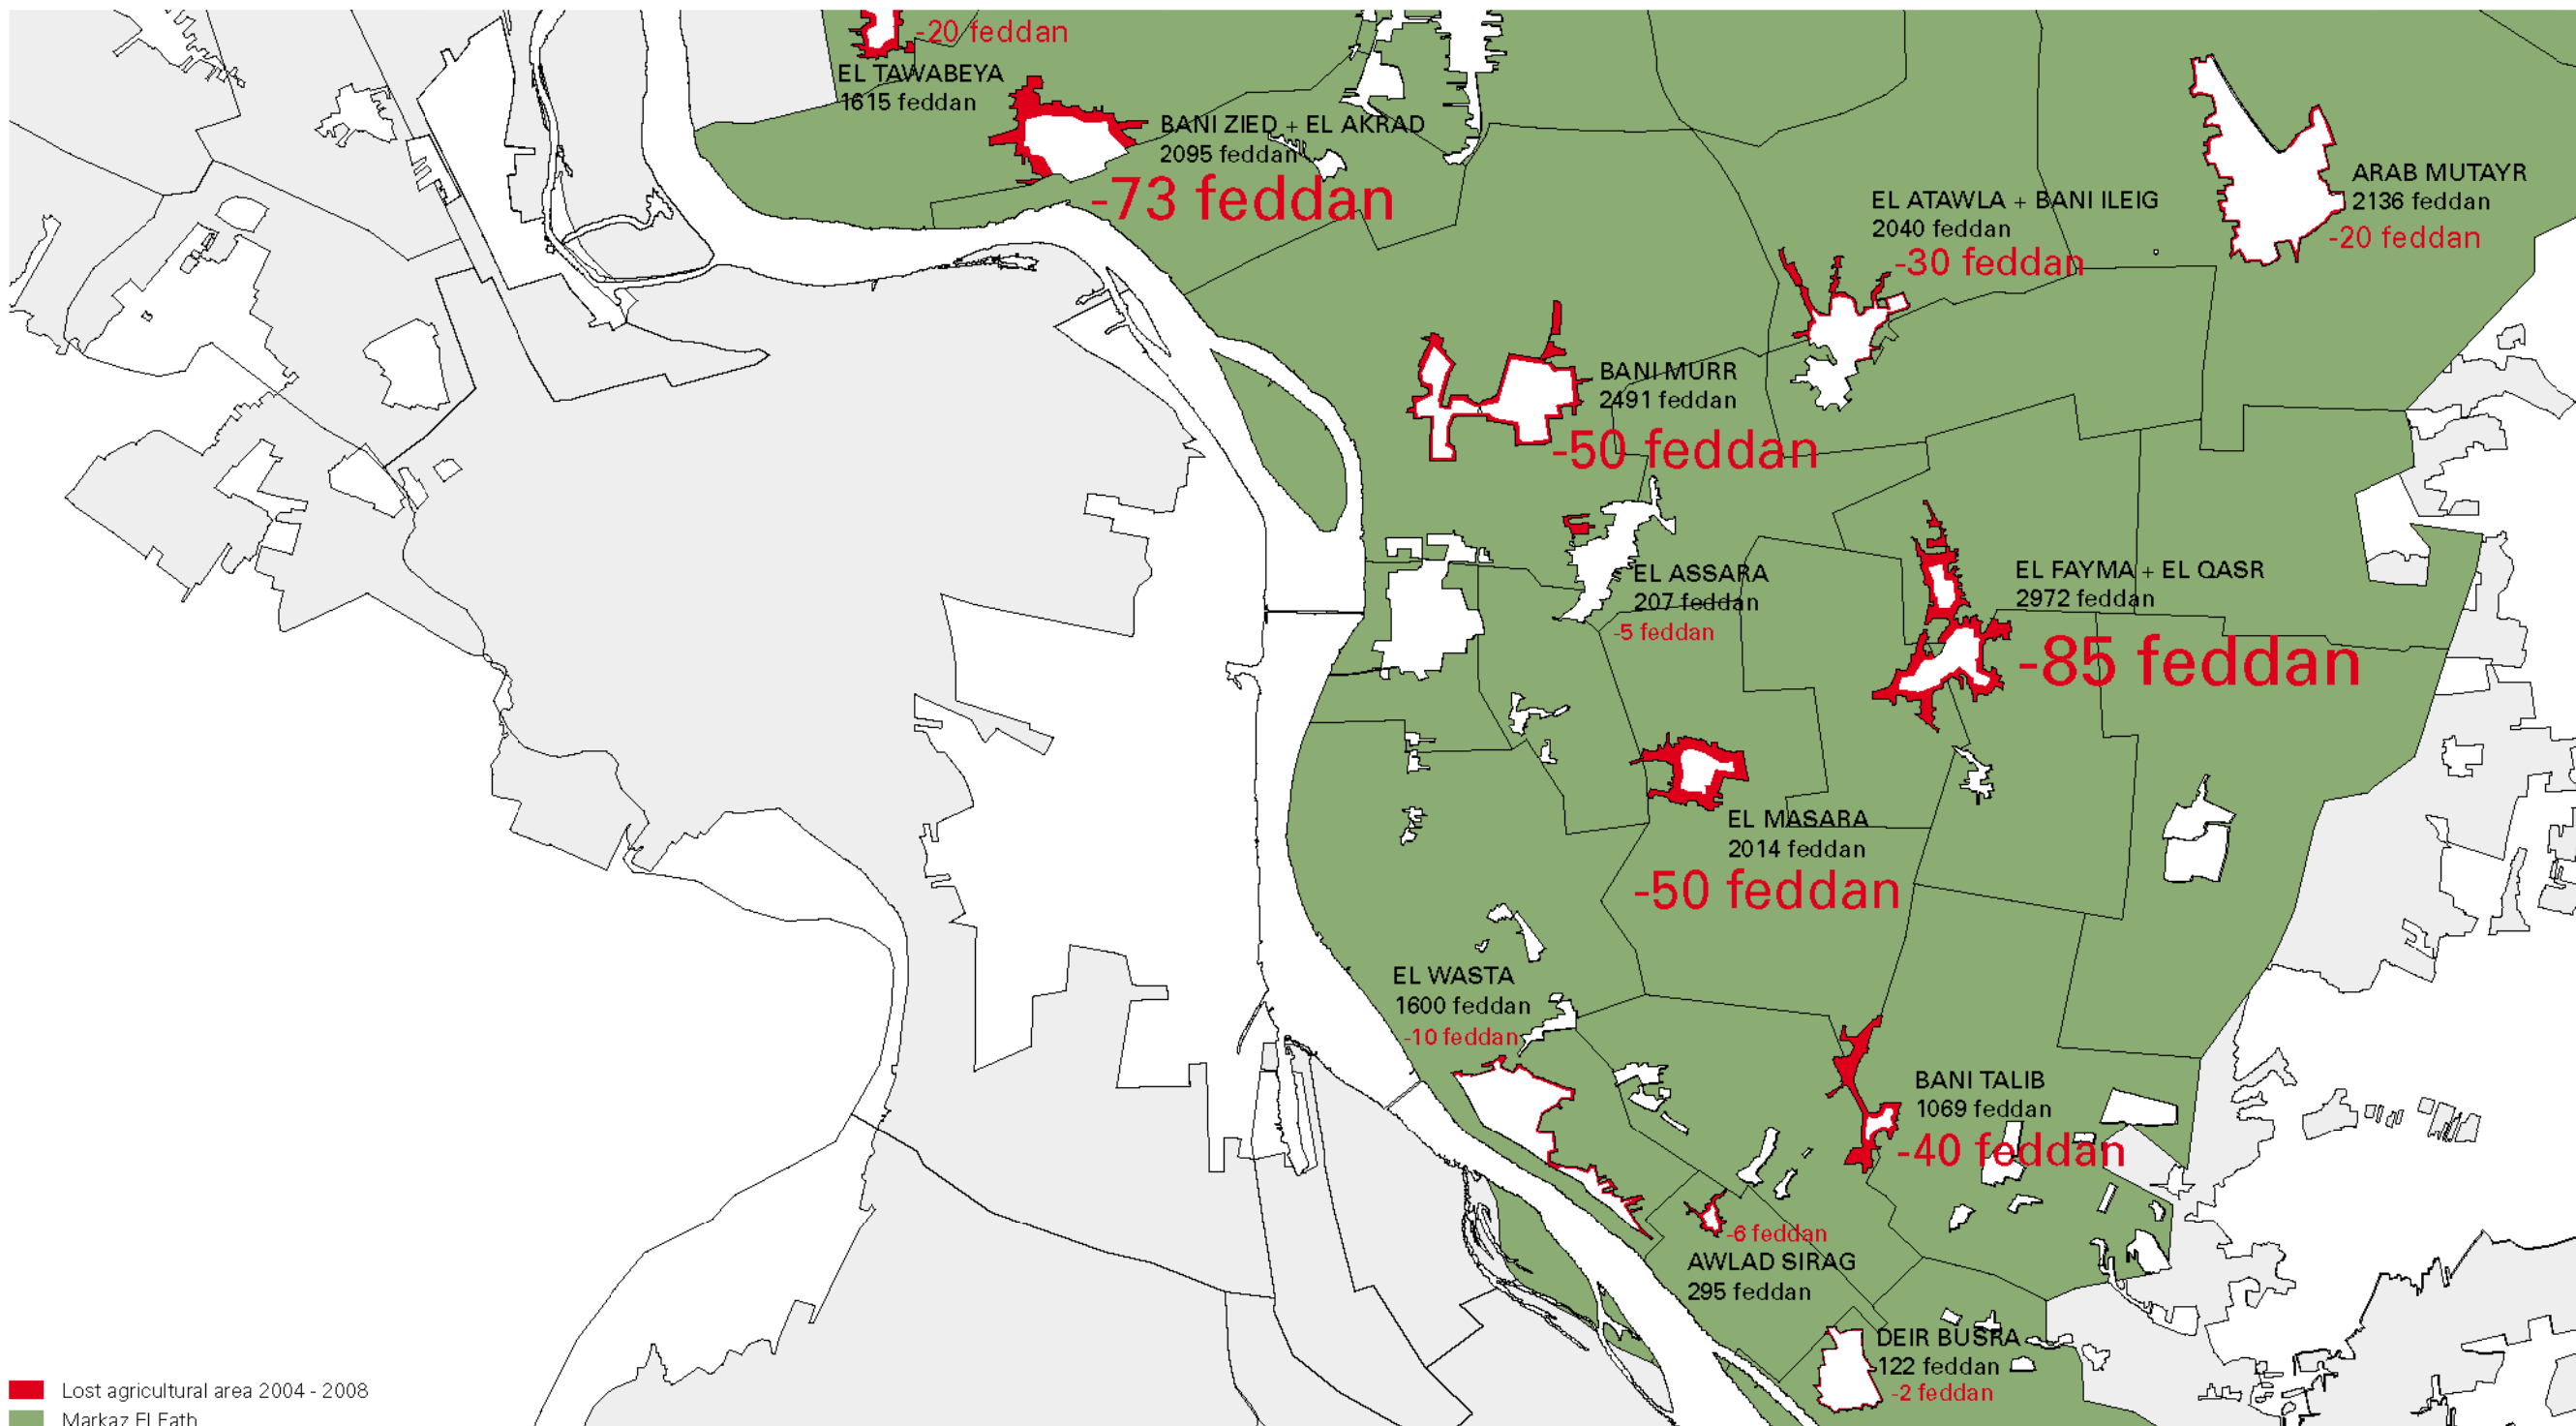 -20 feddan
EL TAWABEYA
1615 feddan
BANI ZIED + EL AKRAD
2095 feddan
-73 feddan
ARAB MUTAYR
2136 feddan
-20 feddan
EL ATAWLA + BANI ILEIG
2040 feddan
-30 feddan
BANI MURR
2491 feddan
-50 feddan
EL ASSARA
207 feddan
-5 feddan
EL FAYMA + EL QASR
2972 feddan
-85 feddan
EL MASARA
2014 feddan
-50 feddan
EL WASTA
1600 feddan
-10 feddan
BANI TALIB
1069 feddan
-40 feddan
-6 feddan
AWLAD SIRAG
295 feddan
DEIR BUSRA
122 feddan
-2 feddan
Lost agricultural area 2004 - 2008
Markaz El Fath